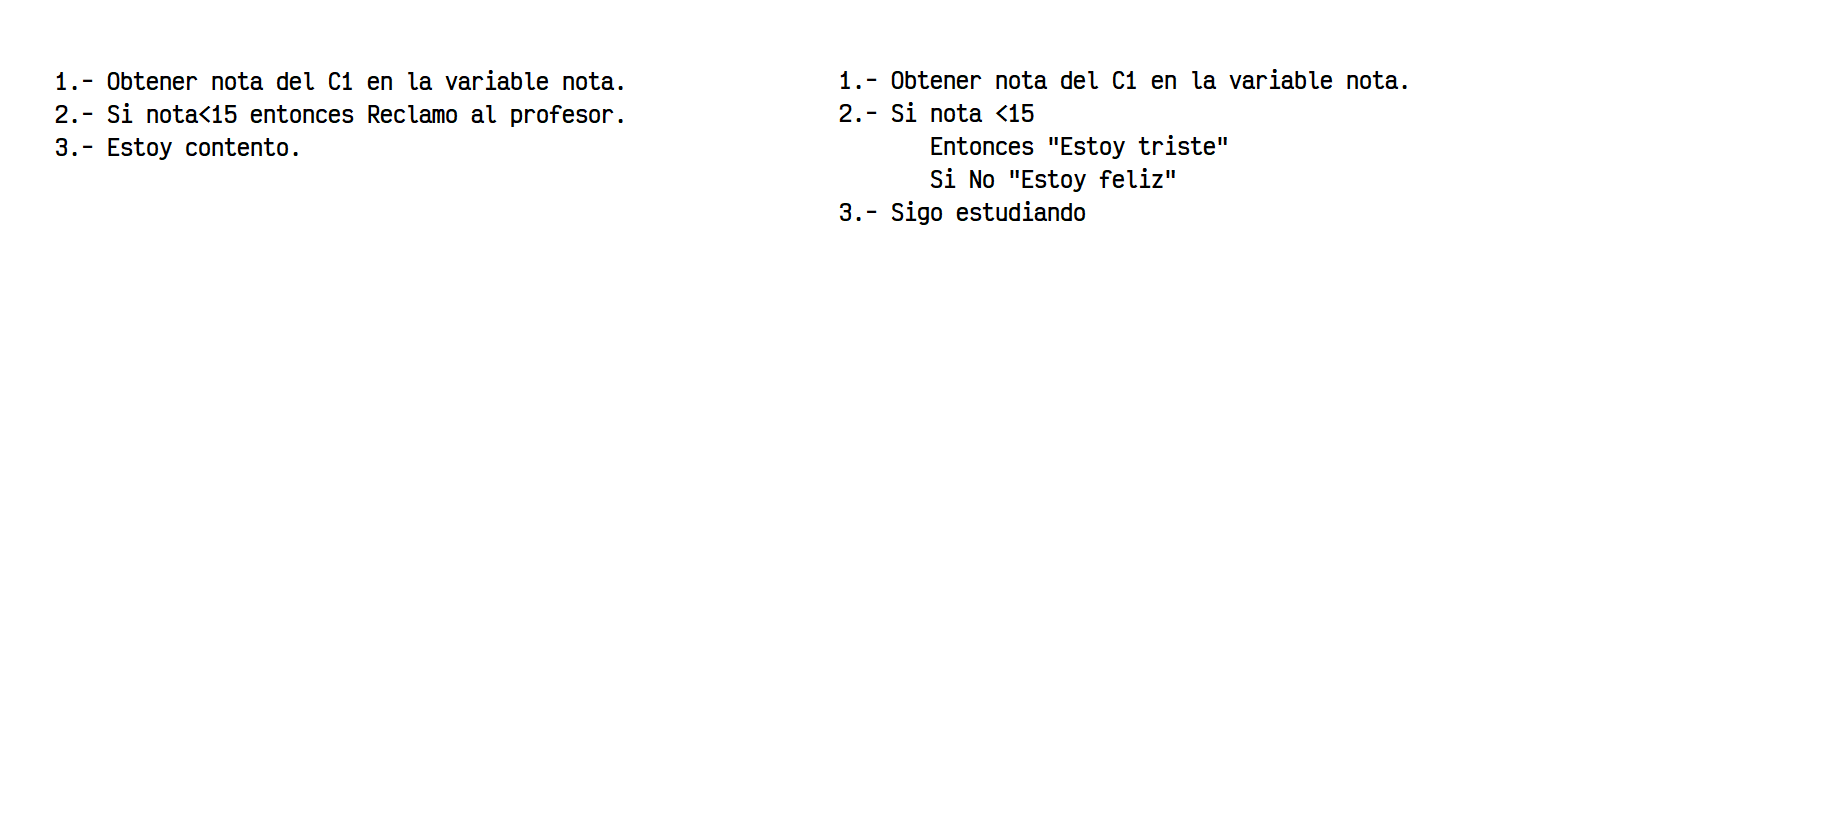 1.- Obtener nota del C1 en la variable nota.
2.- Si nota<15 entonces Reclamo al profesor.
3.- Estoy contento.
1.- Obtener nota del C1 en la variable nota.
2.- Si nota <15
Entonces "Estoy triste"
Si No "Estoy feliz"
3.- Sigo estudiando